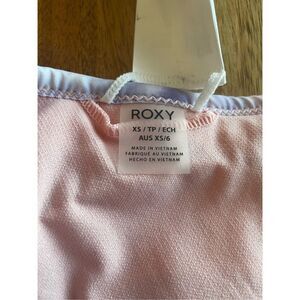 ROXY
XS / TP / ECH
AUS XS/6
MADE IN VIETNAM
FABRIQUÉ AU VIETNAM
HECHO EN VIETNAM